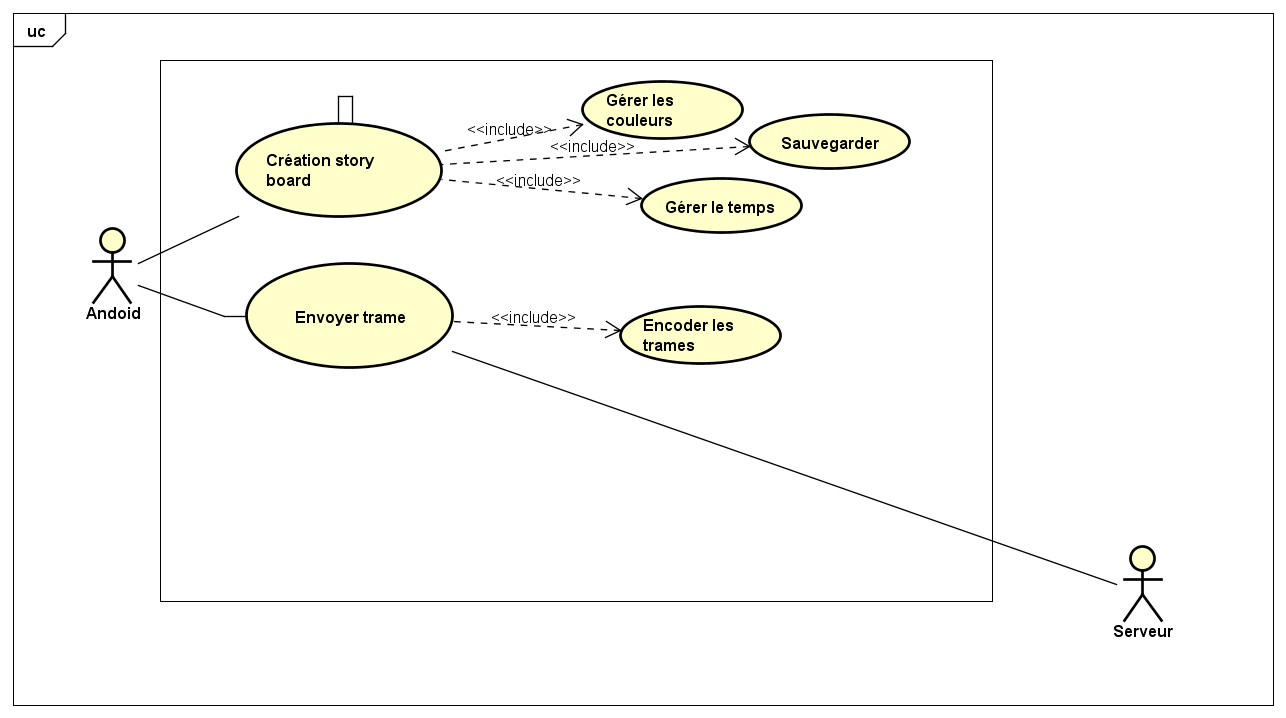 uc
Gérer les
couleurs
<<include>>
Sauvegarder
<<include>>
Création story
board
<<include>>
Gérer le temps
Andoid
Envoyer trame
<<include>>
Encoder les
trames
Serveur